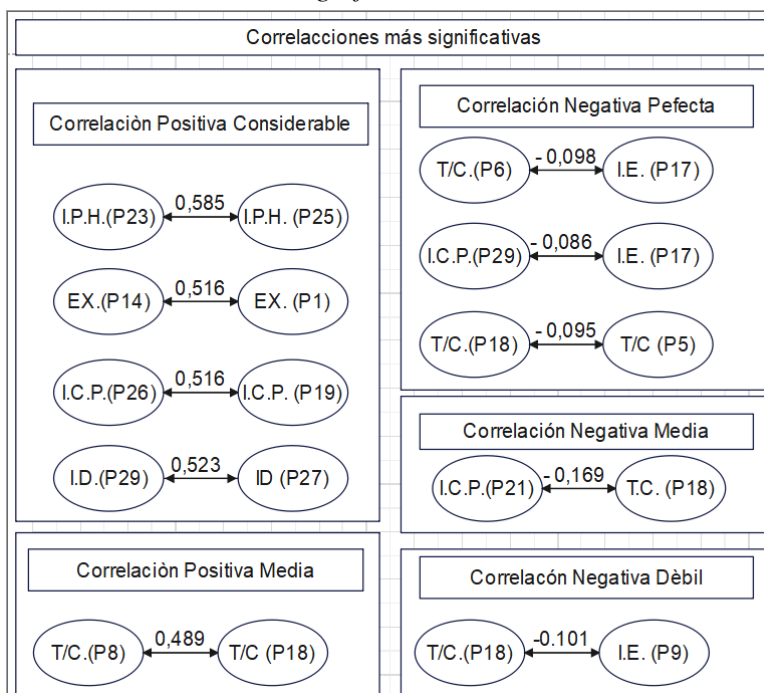 Correlacciones más significativas
Correlaciòn Positiva Considerable
I.P.H.(P23) 0,585 I.P.H. (P25)
EX.(P14) 0,516 EX. (P1)
I.C.P.(P26) 0,516 I.C.P. (P19)
I.D.(P29) 0,523 ID (P27)
Correlaciòn Positiva Media
T/C.(P8) 0,489 T/C (P18)
Correlación Negativa Pefecta
T/C.(P6) - 0,098 I.E. (P17)
I.C.P.(P29) - 0,086 I.E. (P17)
T/C.(P18) - 0,095 T/C (P5)
Correlación Negativa Media
I.C.P.(P21) - 0,169 T.C. (P18)
Correlacón Negativa Dèbil
T/C.(P18) -0.101 I.E. (P9)